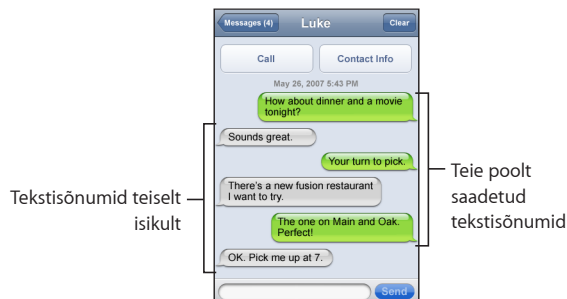 Messages (4)
Luke
Clear
Call
Contact Info
May 26, 2007 5:43 PM
How about dinner and a movie
tonight?
Sounds great.
Your turn to pick.
There's a new fusion restaurant
I want to try.
The one on Main and Oak.
Perfect!
OK. Pick me up at 7.
Send
Tekstisõnumid teiselt
isikult
Teie poolt
saadetud
tekstisõnumid